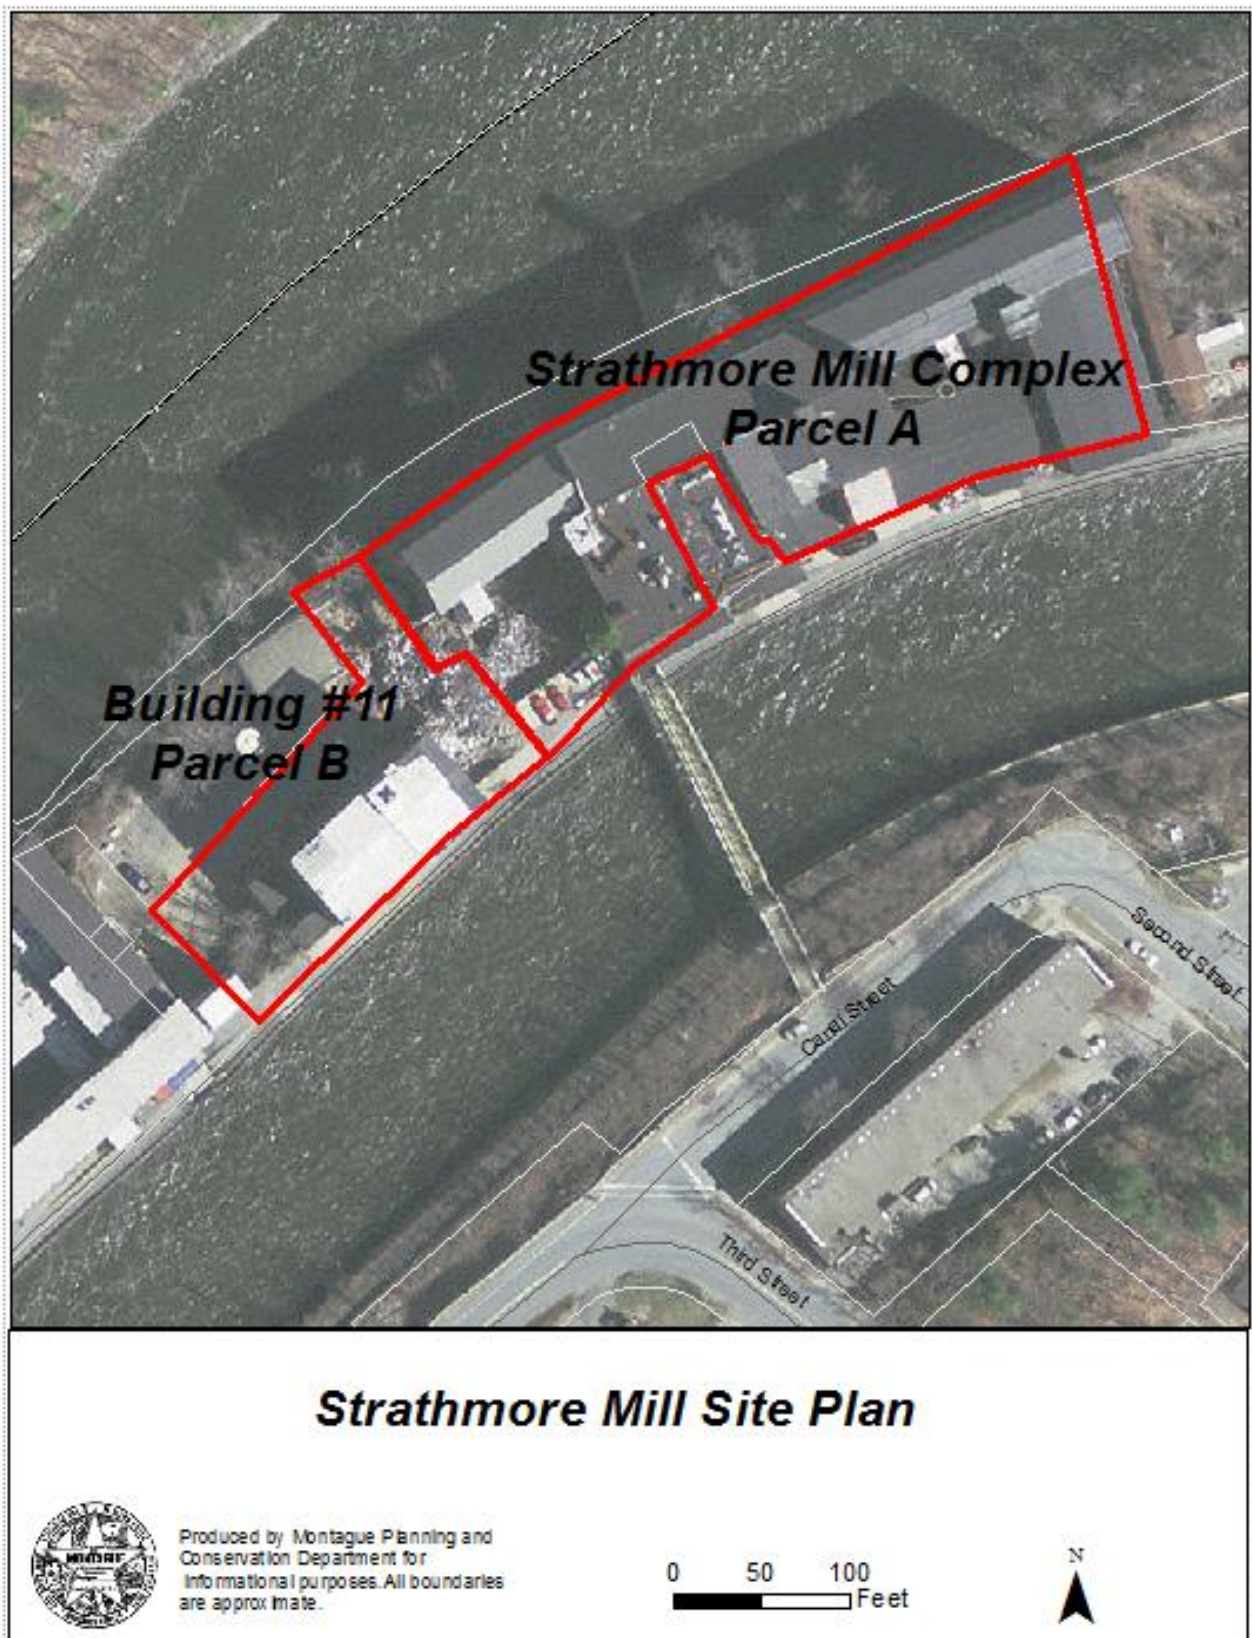 Strathmore Mill Complex
Parcel A
Building #11
Parcel B
Second Street
Canal Street
Third Street
Strathmore Mill Site Plan
Produced by Montague Planning and
Conservation Department for
informational purposes. All boundaries
are approximate.
0 50 100
Feet
N